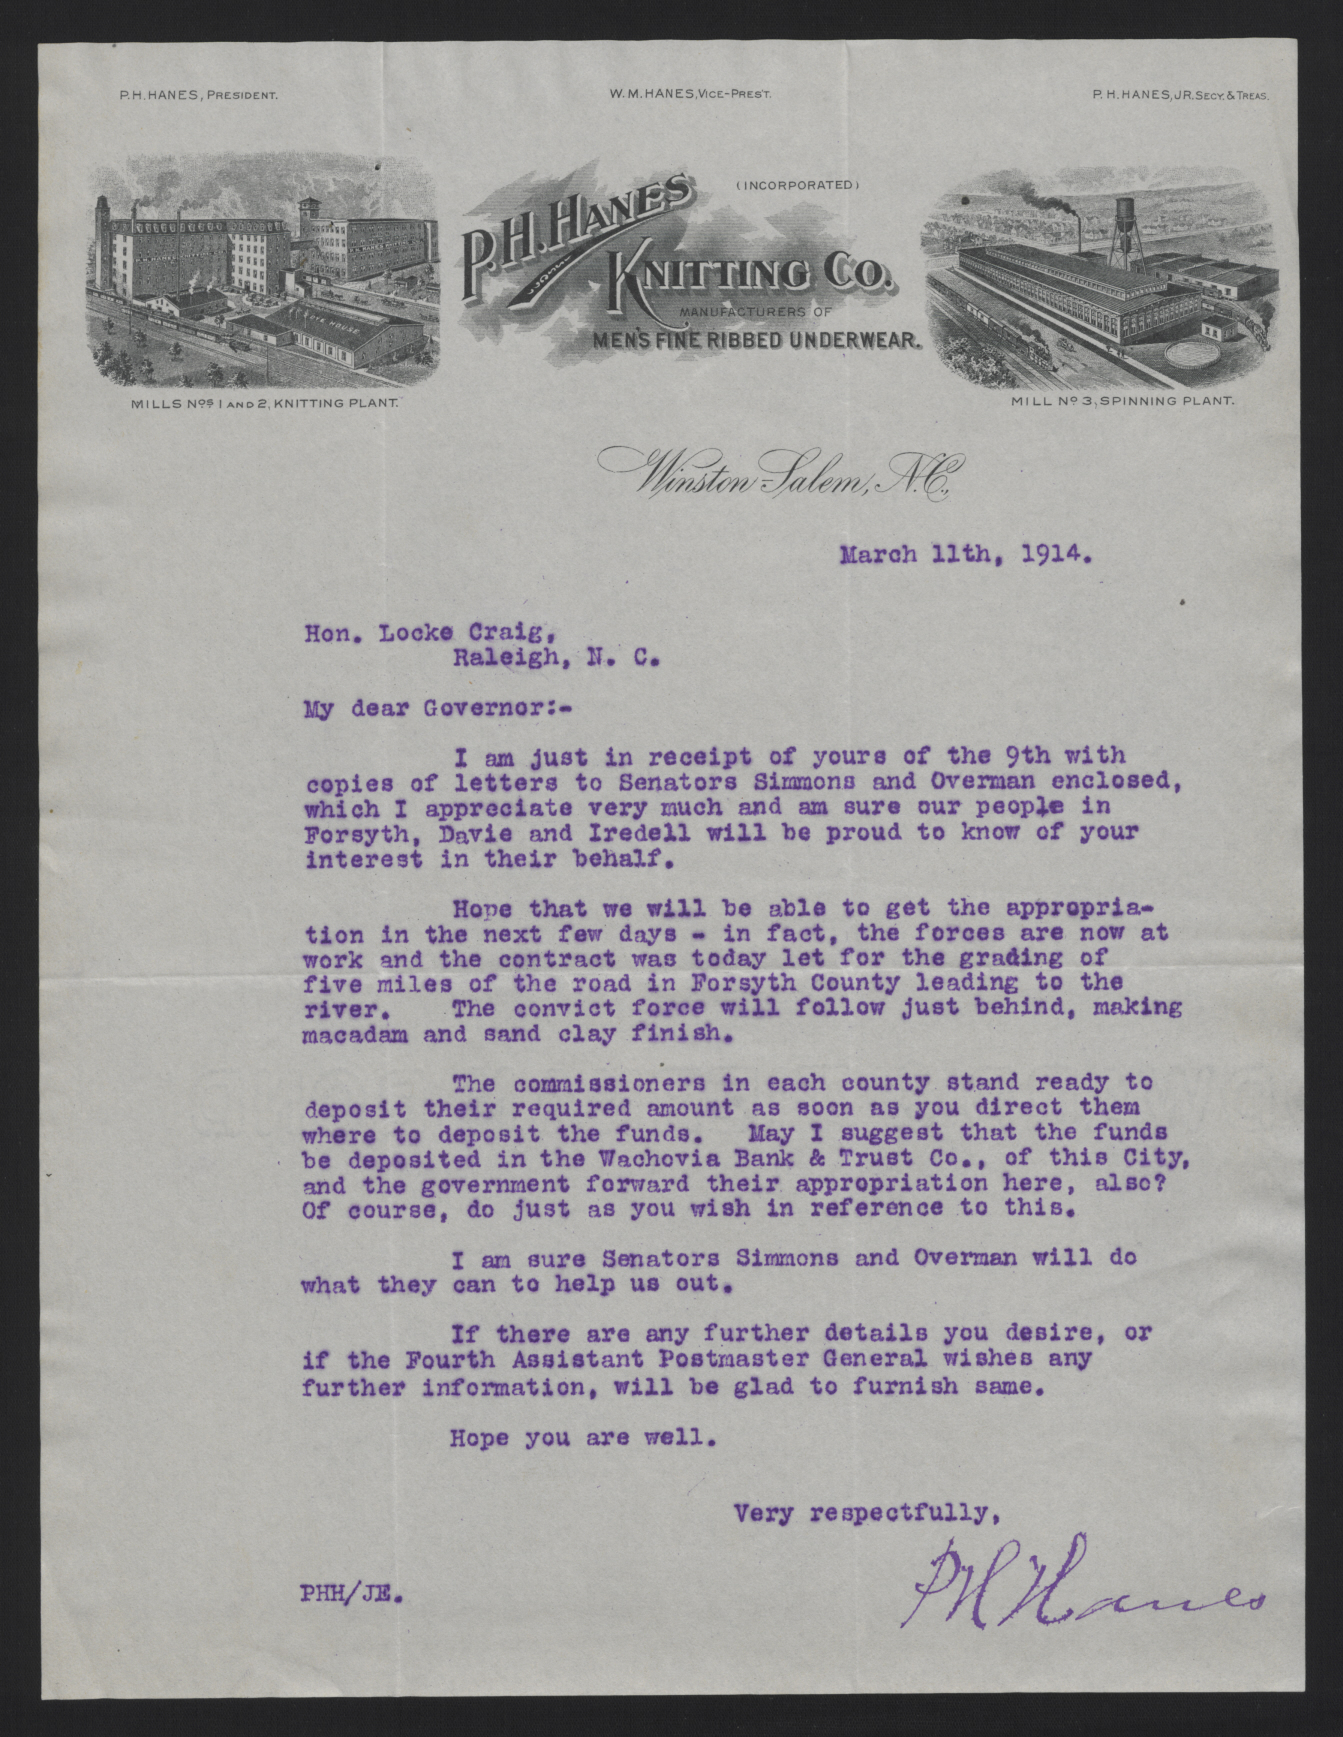 P.H.HANES, PRESIDENT.
W.M.HANES, VICE-PREST.
P.H.HANES, JR. SECY. & TREAS.
P.H. HANES
(INCORPORATED)
KNITTING CO.
MANUFACTURERS OF
MEN'S FINE RIBBED UNDERWEAR.
DYE HOUSE
MILLS NOS 1 AND 2, KNITTING PLANT.
MILL NO 3, SPINNING PLANT.
Winston-Salem, N.C.,
March 11th, 1914.
Hon. Locke Craig,
Raleigh, N. C.
My dear Governor:-
I am just in receipt of yours of the 9th with
copies of letters to Senators Simmons and Overman enclosed,
which I appreciate very much and am sure our people in
Forsyth, Davie and Iredell will be proud to know of your
interest in their behalf.
Hope that we will be able to get the appropria-
tion in the next few days - in fact, the forces are now at
work and the contract was today let for the grading of
five miles of the road in Forsyth County leading to the
river. The convict force will follow just behind, making
macadam and sand clay finish.
The commissioners in each county stand ready to
deposit their required amount as soon as you direct them
where to deposit the funds. May I suggest that the funds
be deposited in the Wachovia Bank & Trust Co., of this City,
and the government forward their appropriation here, also?
Of course, do just as you wish in reference to this.
I am sure Senators Simmons and Overman will do
what they can to help us out.
If there are any further details you desire, or
if the Fourth Assistant Postmaster General wishes any
further information, will be glad to furnish same.
Hope you are well.
Very respectfully,
PHHanes
PHH/JE.